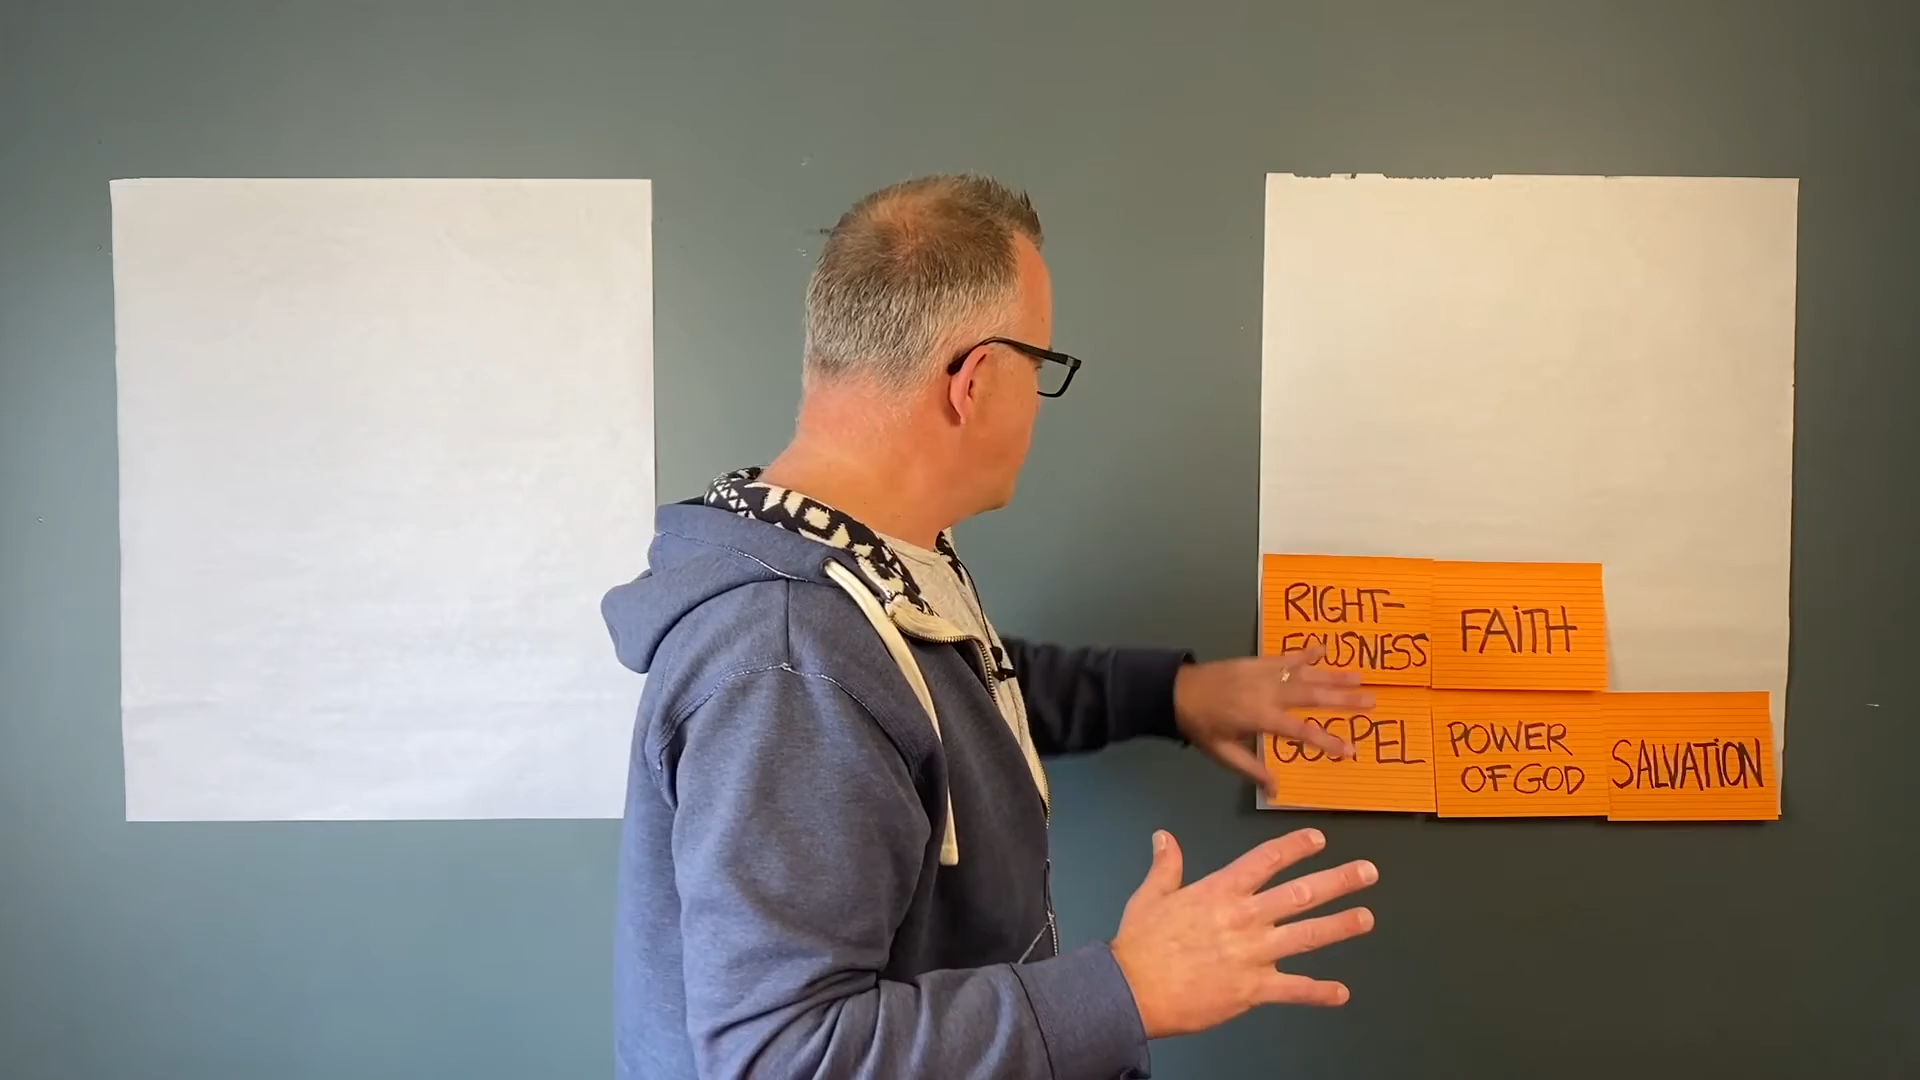 RIGHT-
EOUSNESS
FAITH
GOSPEL
POWER
OF GOD
SALVATION